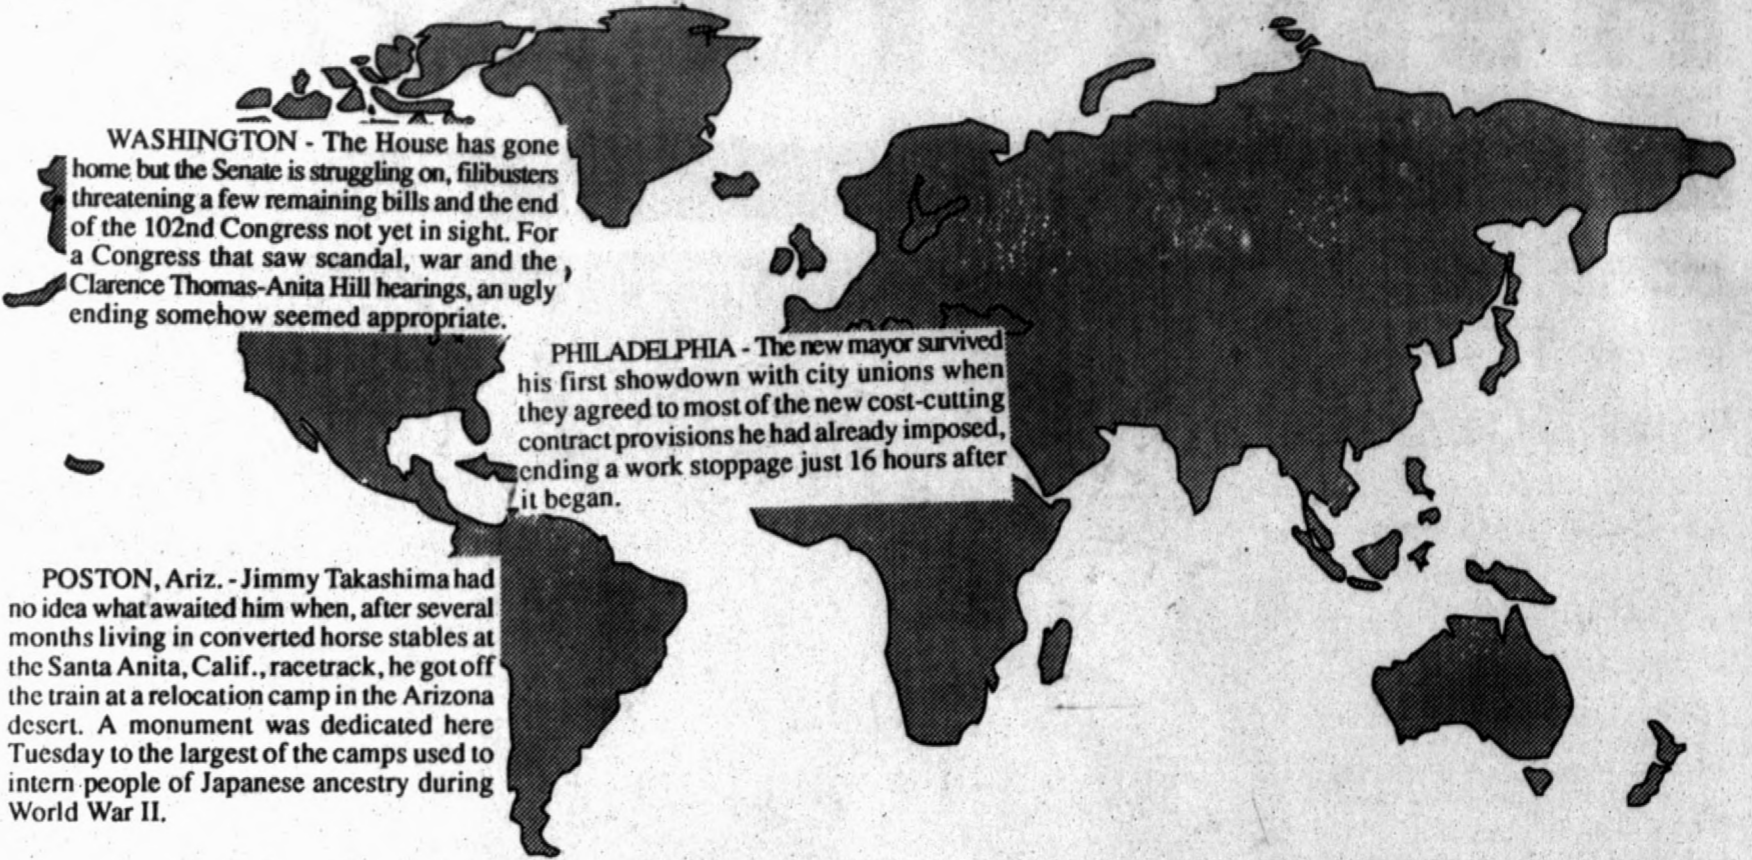 WASHINGTON - The House has gone
home but the Senate is struggling on, filibusters
threatening a few remaining bills and the end
of the 102nd Congress not yet in sight. For
a Congress that saw scandal, war and the
Clarence Thomas-Anita Hill hearings, an ugly
ending somehow seemed appropriate.
PHILADELPHIA - The new mayor survived
his first showdown with city unions when
they agreed to most of the new cost-cutting
contract provisions he had already imposed,
ending a work stoppage just 16 hours after
it began.
POSTON, Ariz. - Jimmy Takashima had
no idea what awaited him when, after several
months living in converted horse stables at
the Santa Anita, Calif., racetrack, he got off
the train at a relocation camp in the Arizona
desert. A monument was dedicated here
Tuesday to the largest of the camps used to
intern people of Japanese ancestry during
World War II.